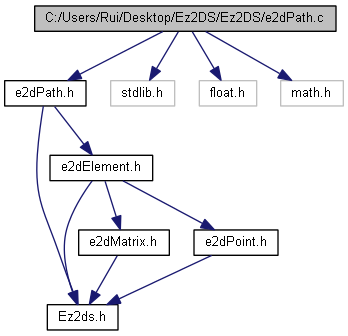 C:/Users/Rui/Desktop/Ez2DS/Ez2DS/e2dPath.c
e2dPath.h
stdlib.h
float.h
math.h
e2dElement.h
e2dMatrix.h
e2dPoint.h
Ez2ds.h